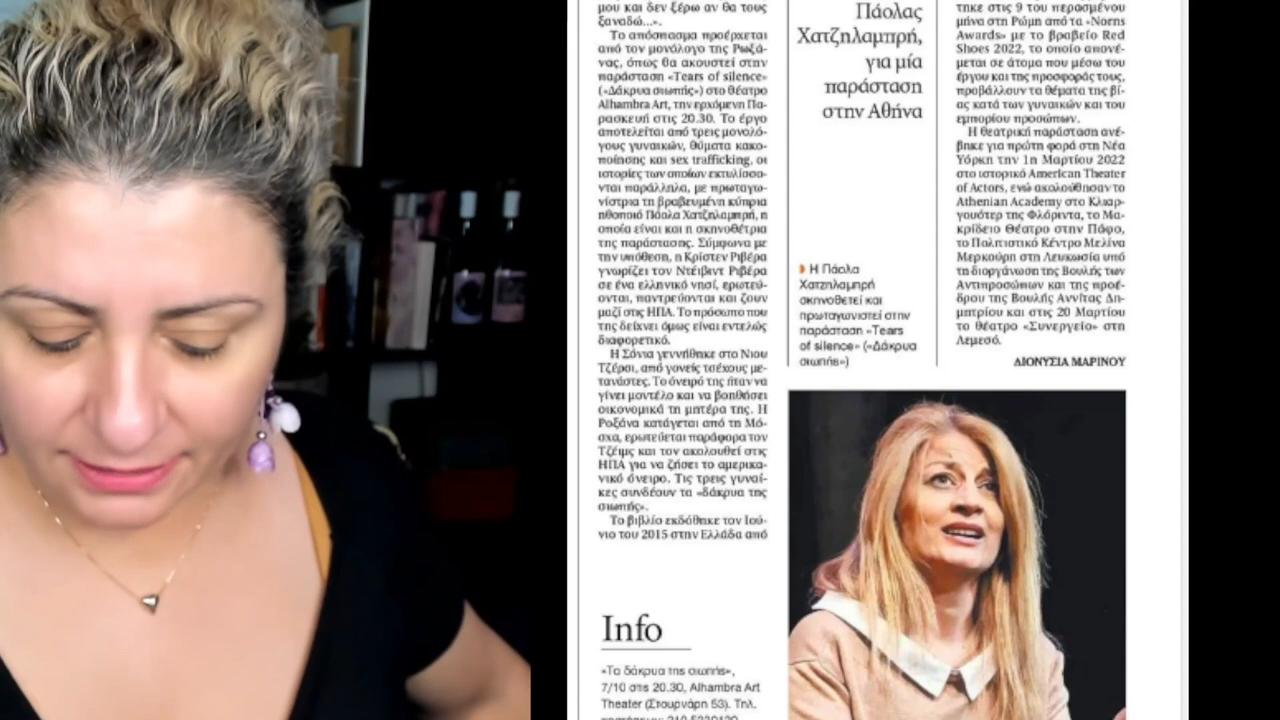 μου και δεν ξέρω αν θα τους
ξαναδώ...».
Το απόσπασμα προέρχεται
από τον μονόλογο της Ρωξά-
νας, όπως θα ακουστεί στην
παράσταση «Tears of silence»
(«Δάκρυα σιωπής») στο θέατρο
Alhambra Art, την ερχόμενη Πα-
ρασκευή στις 20.30. Το έργο
αποτελείται από τρεις μονολό-
γους γυναικών, θύματα κακο-
ποίησης και sex trafficking, οι
ιστορίες των οποίων εκτυλίσσο-
νται παράλληλα, με πρωταγω-
νίστρια τη βραβευμένη κύπρια
ηθοποιό Πάολα Χατζηλαμπρή, η
οποία είναι και η σκηνοθέτρια
της παράστασης. Σύμφωνα με
την υπόθεση, η Κρίστεν Ριβέρα
γνωρίζει τον Ντέιβιντ Ριβέρα
σε ένα ελληνικό νησί, ερωτεύ-
ονται, παντρεύονται και ζουν
μαζί στις ΗΠΑ. Το πρόσωπο που
της δείχνει όμως είναι εντελώς
διαφορετικό.
Η Σόνια γεννήθηκε στο Νιου
Τζέρσι, από γονείς τσέχους με-
τανάστες. Το όνειρό της ήταν να
γίνει μοντέλο και να βοηθήσει
οικονομικά τη μητέρα της. Η
Ροξάνα κατάγεται από τη Μό-
σχα, ερωτεύεται παράφορα τον
Τζέιμς και τον ακολουθεί στις
ΗΠΑ για να ζήσει το αμερικα-
νικό όνειρο. Τις τρεις γυναί-
κες συνδέουν τα «δάκρυα της
σιωπής».
Το βιβλίο εκδόθηκε τον Ιού-
νιο του 2015 στην Ελλάδα από
Info
«Τα δάκρυα της σιωπής»,
7/10 στις 20.30, Alhambra Art
Theater (Στουρνάρη 53). Τηλ.
Πάολας
Χατζηλαμπρή,
για μία
παράσταση
στην Αθήνα
Η Πάολα
Χατζηλαμπρή
σκηνοθετεί και
πρωταγωνιστεί στην
παράσταση «Tears
of silence» («Δάκρυα
σιωπής»)
τηκε στις 9 του περασμένου
μήνα στη Ρώμη από τα «Norns
Awards» με το βραβείο Red
Shoes 2022, το οποίο απονέ-
μεται σε άτομα που μέσω του
έργου και της προσφοράς τους,
προβάλλουν τα θέματα της βί-
ας κατά των γυναικών και του
εμπορίου προσώπων.
Η θεατρική παράσταση ανέ-
βηκε για πρώτη φορά στη Νέα
Υόρκη την 1η Μαρτίου 2022
στο ιστορικό American Theater
of Actors, ενώ ακολούθησαν το
Athenian Academy στο Κλιαρ-
γουότερ της Φλόριντα, το Μα-
κρίδειο Θέατρο στην Πάφο,
το Πολιτιστικό Κέντρο Μελίνα
Μερκούρη στη Λευκωσία υπό
τη διοργάνωση της Βουλής των
Αντιπροσώπων και της προέ-
δρου της Βουλής Αννίτας Δη-
μητρίου και στις 20 Μαρτίου
το θέατρο «Συνεργείο» στη
Λεμεσό.
ΔΙΟΝΥΣΙΑ ΜΑΡΙΝΟΥ